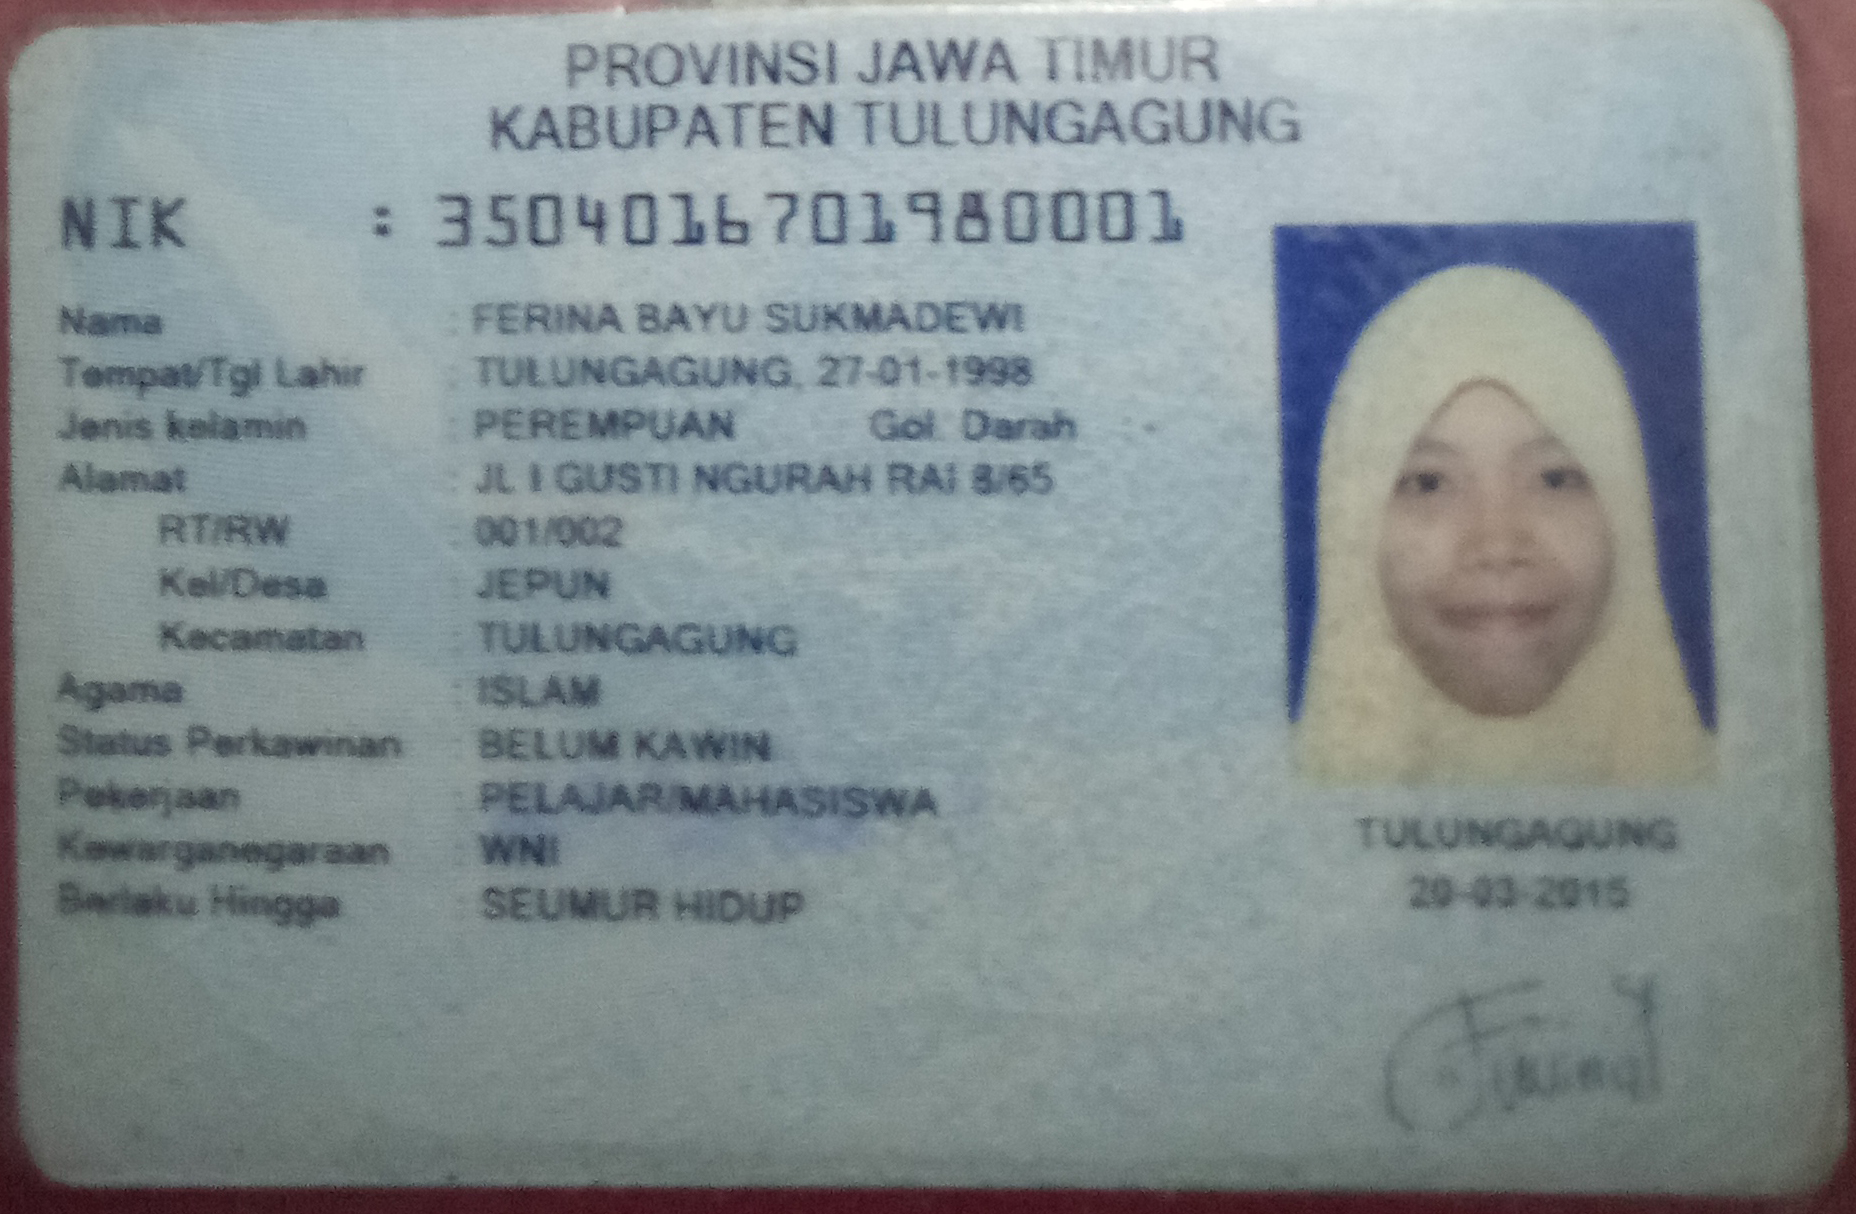 PROVINSI JAWA TIMUR
KABUPATEN TULUNGAGUNG
NIK : 3504016701980001
Nama : FERINA BAYU SUKMADEWI
Tempat/Tgl Lahir : TULUNGAGUNG, 27-01-1998
Jenis kelamin : PEREMPUAN Gol. Darah : -
Alamat : JL I GUSTI NGURAH RAI 8/65
RT/RW : 001/002
Kel/Desa : JEPUN
Kecamatan : TULUNGAGUNG
Agama : ISLAM
Status Perkawinan : BELUM KAWIN
Pekerjaan : PELAJAR/MAHASISWA
Kewarganegaraan : WNI
Berlaku Hingga : SEUMUR HIDUP
TULUNGAGUNG
20-03-2015